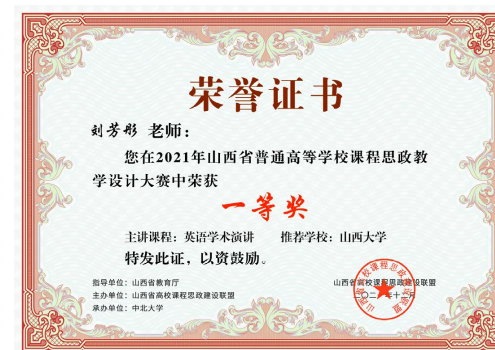 荣誉证书
刘芳彤 老师：
您在2021年山西省普通高等学校课程思政教
学设计大赛中荣获
一等奖
主讲课程：英语学术演讲 推荐学校：山西大学
特发此证，以资鼓励。
指导单位：山西省教育厅
主办单位：山西省高校课程思政建设联盟
承办单位：中北大学
山西省高校课程思政建设联盟
二〇二 年十 月